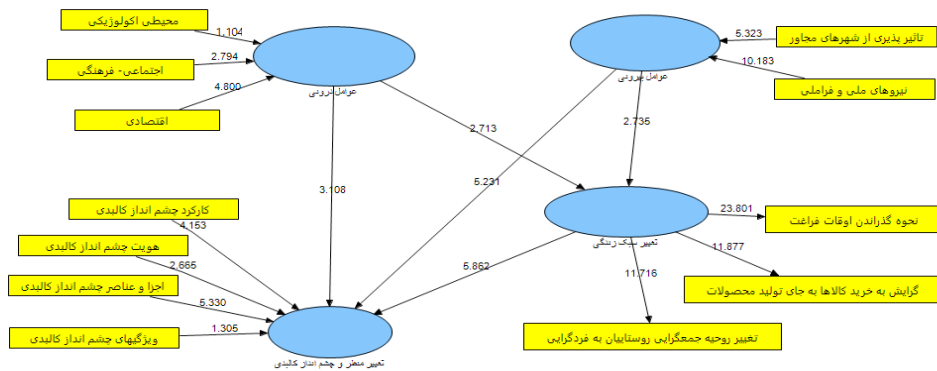 محیطی اکولوژیکی
1.104
اجتماعی- فرهنگی
2.794
4.800
اقتصادی
عوامل درونی
تاثیر پذیری از شهرهای مجاور
5.323
10.183
نیروهای ملی و فراملی
عوامل بیرونی
2.713
2.735
3.108
5.231
کارکرد چشم انداز کالبدی
4.153
هویت چشم انداز کالبدی
2.665
اجزا و عناصر چشم انداز کالبدی
5.330
ویژگیهای چشم انداز کالبدی
1.305
تغییر منظر و چشم انداز کالبدی
5.862
تغییر سبک زندگی
23.801
نحوه گذراندن اوقات فراغت
11.877
گرایش به خرید کالاها به جای تولید محصولات
11.716
تغییر روحیه جمعگرایی روستاییان به فردگرایی